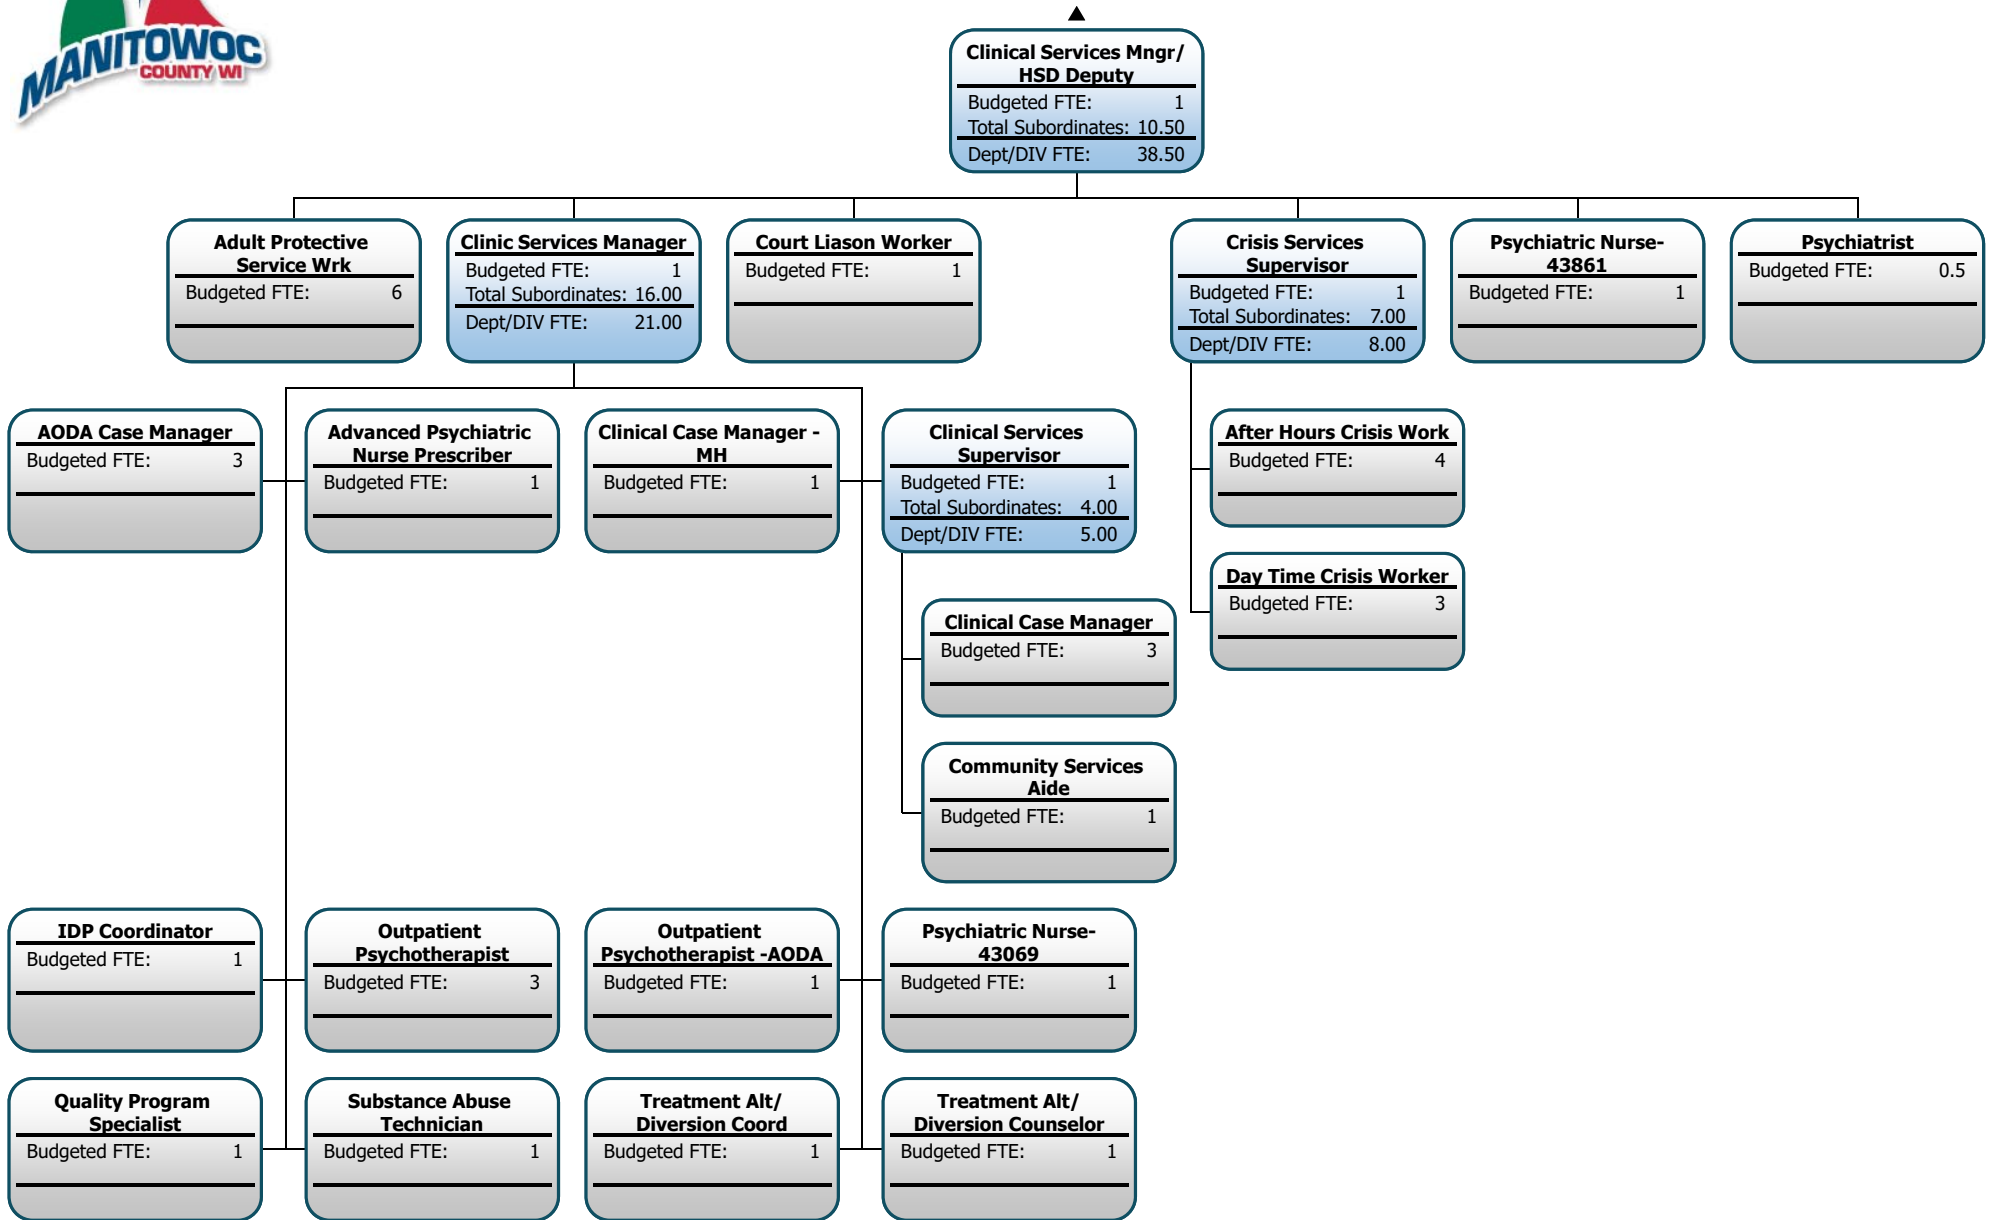 MANITOWOC
COUNTY WI
Clinical Services Mngr/
HSD Deputy
Budgeted FTE: 1
Total Subordinates: 10.50
Dept/DIV FTE: 38.50
Adult Protective
Service Wrk
Budgeted FTE: 6
Clinic Services Manager
Budgeted FTE: 1
Total Subordinates: 16.00
Dept/DIV FTE: 21.00
Court Liason Worker
Budgeted FTE: 1
Crisis Services
Supervisor
Budgeted FTE: 1
Total Subordinates: 7.00
Dept/DIV FTE: 8.00
Psychiatric Nurse-
43861
Budgeted FTE: 1
Psychiatrist
Budgeted FTE: 0.5
AODA Case Manager
Budgeted FTE: 3
Advanced Psychiatric
Nurse Prescriber
Budgeted FTE: 1
Clinical Case Manager -
MH
Budgeted FTE: 1
Clinical Services
Supervisor
Budgeted FTE: 1
Total Subordinates: 4.00
Dept/DIV FTE: 5.00
After Hours Crisis Work
Budgeted FTE: 4
Day Time Crisis Worker
Budgeted FTE: 3
Clinical Case Manager
Budgeted FTE: 3
Community Services
Aide
Budgeted FTE: 1
IDP Coordinator
Budgeted FTE: 1
Outpatient
Psychotherapist
Budgeted FTE: 3
Outpatient
Psychotherapist -AODA
Budgeted FTE: 1
Psychiatric Nurse-
43069
Budgeted FTE: 1
Quality Program
Specialist
Budgeted FTE: 1
Substance Abuse
Technician
Budgeted FTE: 1
Treatment Alt/
Diversion Coord
Budgeted FTE: 1
Treatment Alt/
Diversion Counselor
Budgeted FTE: 1